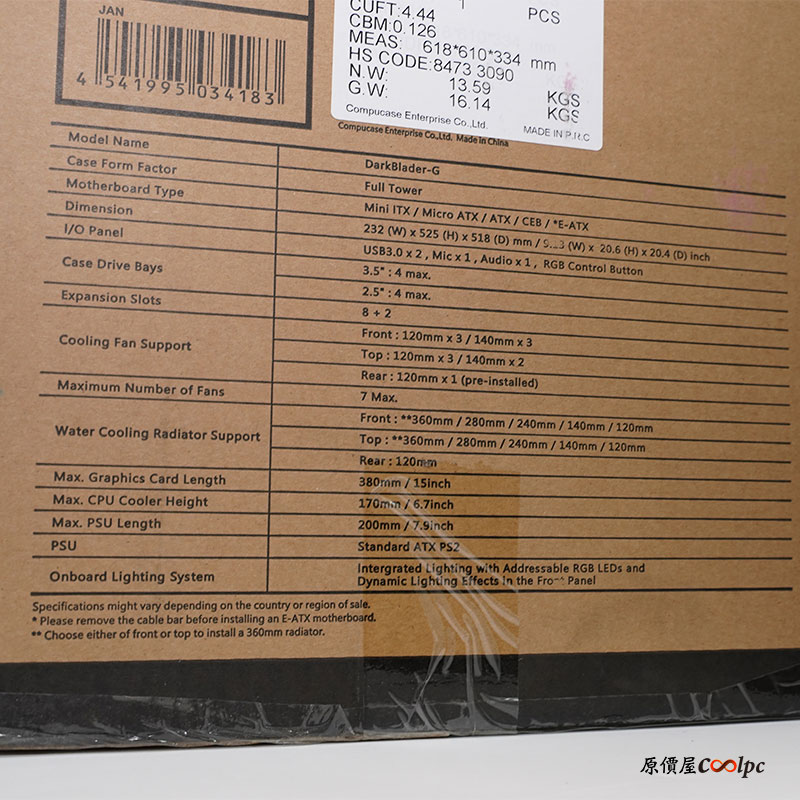 JAN
4 541995 034183
1 PCS
CUFT:4.44
CBM:0.126
MEAS: 618*610*334 mm
HS CODE:8473 3090
N.W: 13.59 KGS
G.W: 16.14 KGS
Compucase Enterprise Co.,Ltd. MADE IN P.R.C
Compucase Enterprise Co.,Ltd. Made in China
Model Name DarkBlader-G
Case Form Factor Full Tower
Motherboard Type Mini ITX / Micro ATX / ATX / CEB / *E-ATX
Dimension 232 (W) x 525 (H) x 518 (D) mm / (W) x 20.6 (H) x 20.4 (D) inch
I/O Panel USB3.0 x 2 , Mic x 1 , Audio x 1 , RGB Control Button
Case Drive Bays 3.5" : 4 max.
2.5" : 4 max.
Expansion Slots 8 + 2
Cooling Fan Support Front : 120mm x 3 / 140mm x 3
Top : 120mm x 3 / 140mm x 2
Rear : 120mm x 1 (pre-installed)
Maximum Number of Fans 7 Max.
Water Cooling Radiator Support Front : **360mm / 280mm / 240mm / 140mm / 120mm
Top : **360mm / 280mm / 240mm / 140mm / 120mm
Rear : 120mm
Max. Graphics Card Length 380mm / 15inch
Max. CPU Cooler Height 170mm / 6.7inch
Max. PSU Length 200mm / 7.9inch
PSU Standard ATX PS2
Onboard Lighting System Intergrated Lighting with Addressable RGB LEDs and
Dynamic Lighting Effects in the Front Panel
Specifications might vary depending on the country or region of sale.
* Please remove the cable bar before installing an E-ATX motherboard.
** Choose either of front or top to install a 360mm radiator.
原價屋Coolpc